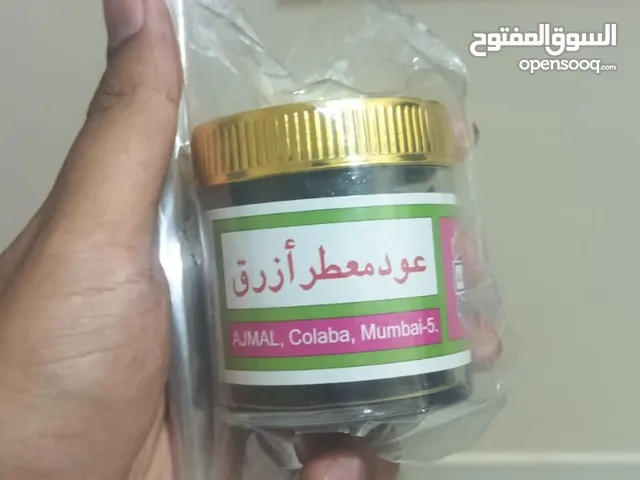 السوق المفتوح
opensooq.com
عود معطر أزرق
AJMAL, Colaba, Mumbai-5.